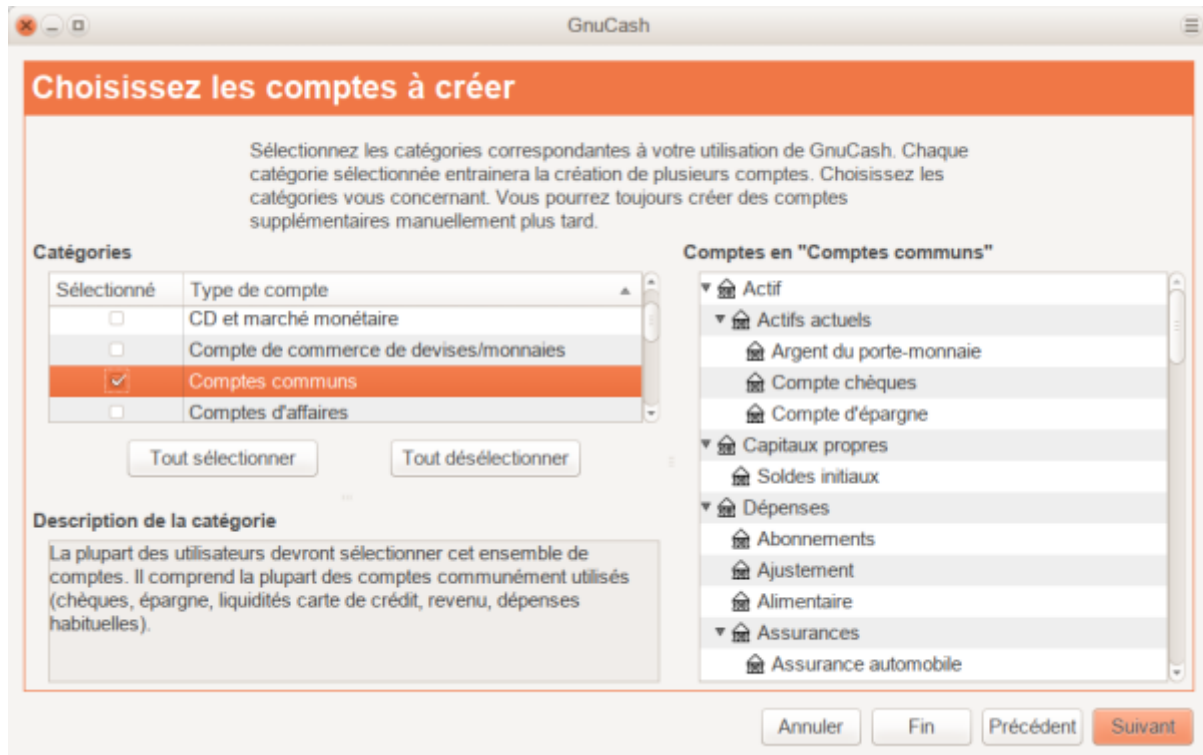 GnuCash
Choisissez les comptes à créer
Sélectionnez les catégories correspondantes à votre utilisation de GnuCash. Chaque
catégorie sélectionnée entrainera la création de plusieurs comptes. Choisissez les
catégories vous concernant. Vous pourrez toujours créer des comptes
supplémentaires manuellement plus tard.
Catégories
Sélectionné Type de compte
CD et marché monétaire
Compte de commerce de devises/monnaies
Comptes communs
Comptes d'affaires
Tout sélectionner Tout désélectionner
Description de la catégorie
La plupart des utilisateurs devront sélectionner cet ensemble de
comptes. Il comprend la plupart des comptes communément utilisés
(chèques, épargne, liquidités carte de crédit, revenu, dépenses
habituelles).
Comptes en "Comptes communs"
Actif
Actifs actuels
Argent du porte-monnaie
Compte chèques
Compte d'épargne
Capitaux propres
Soldes initiaux
Dépenses
Abonnements
Ajustement
Alimentaire
Assurances
Assurance automobile
Annuler Fin Précédent Suivant